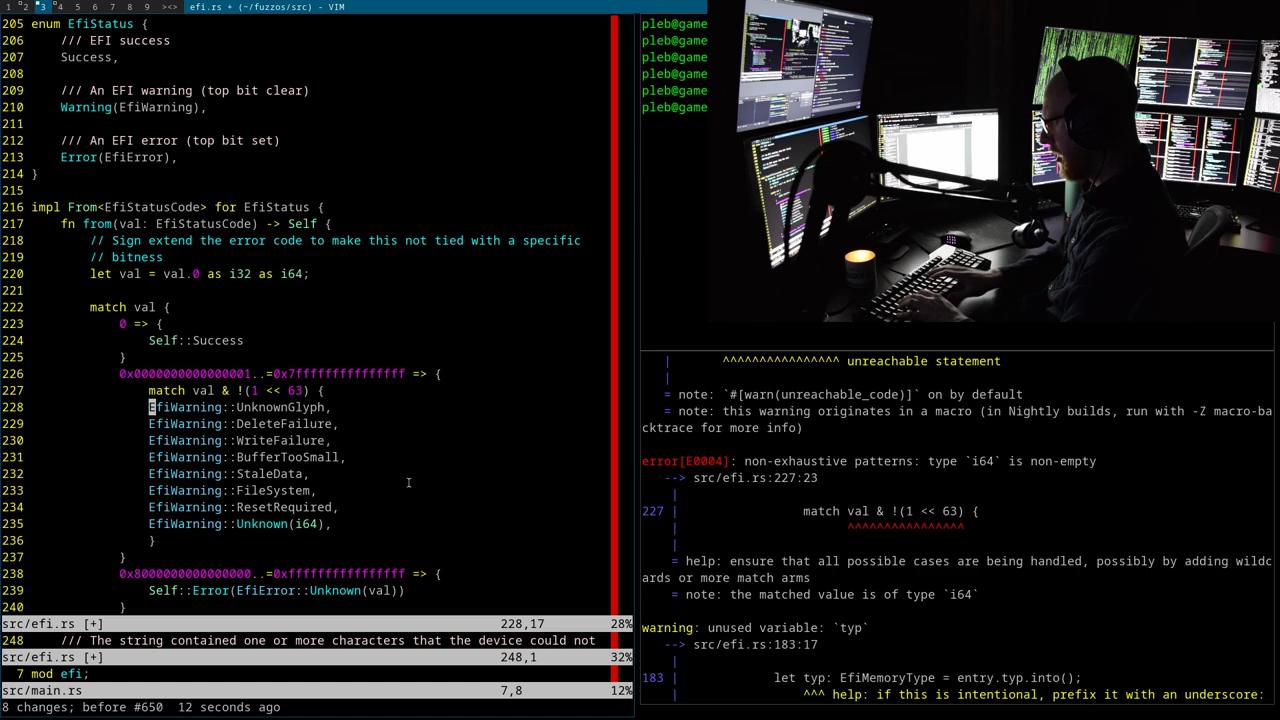 1 2 3 4 5 6 7 8 9 ><> efi.rs + (~/fuzzos/src) - VIM
205 enum EfiStatus {
206     /// EFI success
207     Success,
208
209     /// An EFI warning (top bit clear)
210     Warning(EfiWarning),
211
212     /// An EFI error (top bit set)
213     Error(EfiError),
214 }
215
216 impl From<EfiStatusCode> for EfiStatus {
217     fn from(val: EfiStatusCode) -> Self {
218         // Sign extend the error code to make this not tied with a specific
219         // bitness
220         let val = val.0 as i32 as i64;
221
222         match val {
223             0 => {
224                 Self::Success
225             }
226             0x0000000000000001..=0x7fffffffffffffff => {
227                 match val & !(1 << 63) {
228                 EfiWarning::UnknownGlyph,
229                 EfiWarning::DeleteFailure,
230                 EfiWarning::WriteFailure,
231                 EfiWarning::BufferTooSmall,
232                 EfiWarning::StaleData,
233                 EfiWarning::FileSystem,
234                 EfiWarning::ResetRequired,
235                 EfiWarning::Unknown(i64),
236                 }
237             }
238             0x8000000000000000..=0xffffffffffffffff => {
239                 Self::Error(EfiError::Unknown(val))
240             }
src/efi.rs [+] 228,17 28%
248     /// The string contained one or more characters that the device could not
src/efi.rs [+] 248,1 32%
7 mod efi;
src/main.rs 7,8 12%
8 changes; before #650  12 seconds ago
pleb@game
pleb@game
pleb@game
pleb@game
pleb@game
pleb@game
| ^^^^^^^^^^^^^^^^ unreachable statement
|
= note: `#[warn(unreachable_code)]` on by default
= note: this warning originates in a macro (in Nightly builds, run with -Z macro-ba
cktrace for more info)
error[E0004]: non-exhaustive patterns: type `i64` is non-empty
--> src/efi.rs:227:23
|
227 |                 match val & !(1 << 63) {
|                       ^^^^^^^^^^^^^^^^
|
= help: ensure that all possible cases are being handled, possibly by adding wildc
ards or more match arms
= note: the matched value is of type `i64`
warning: unused variable: `typ`
--> src/efi.rs:183:17
|
183 |             let typ: EfiMemoryType = entry.typ.into();
|                 ^^^ help: if this is intentional, prefix it with an underscore: